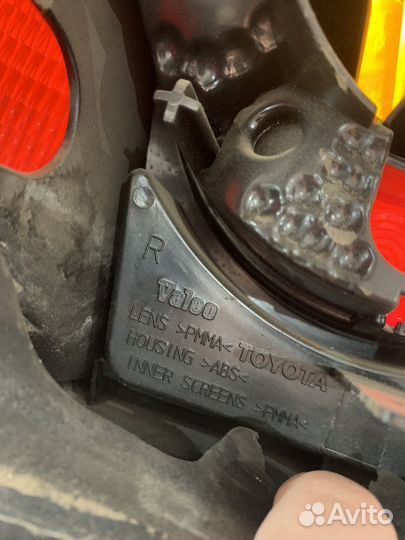 R
Valeo
LENS >PMMA< TOYOTA
HOUSING >ABS<
INNER SCREENS >PMMA<
Avito